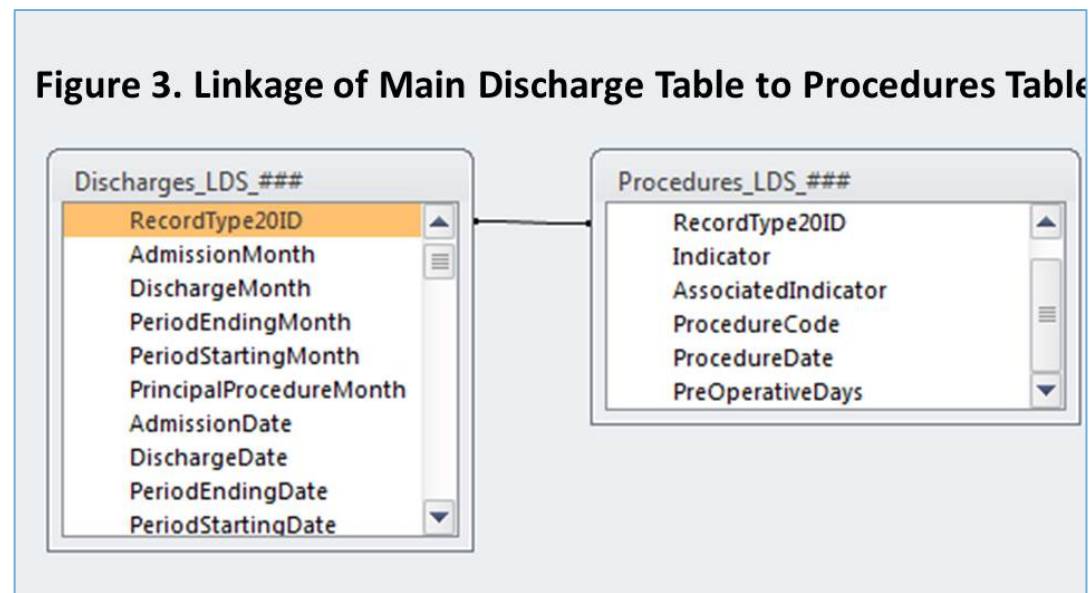 Figure 3. Linkage of Main Discharge Table to Procedures Table
Discharges_LDS_###
RecordType20ID
AdmissionMonth
DischargeMonth
PeriodEndingMonth
PeriodStartingMonth
PrincipalProcedureMonth
AdmissionDate
DischargeDate
PeriodEndingDate
PeriodStartingDate
Procedures_LDS_###
RecordType20ID
Indicator
AssociatedIndicator
ProcedureCode
ProcedureDate
PreOperativeDays